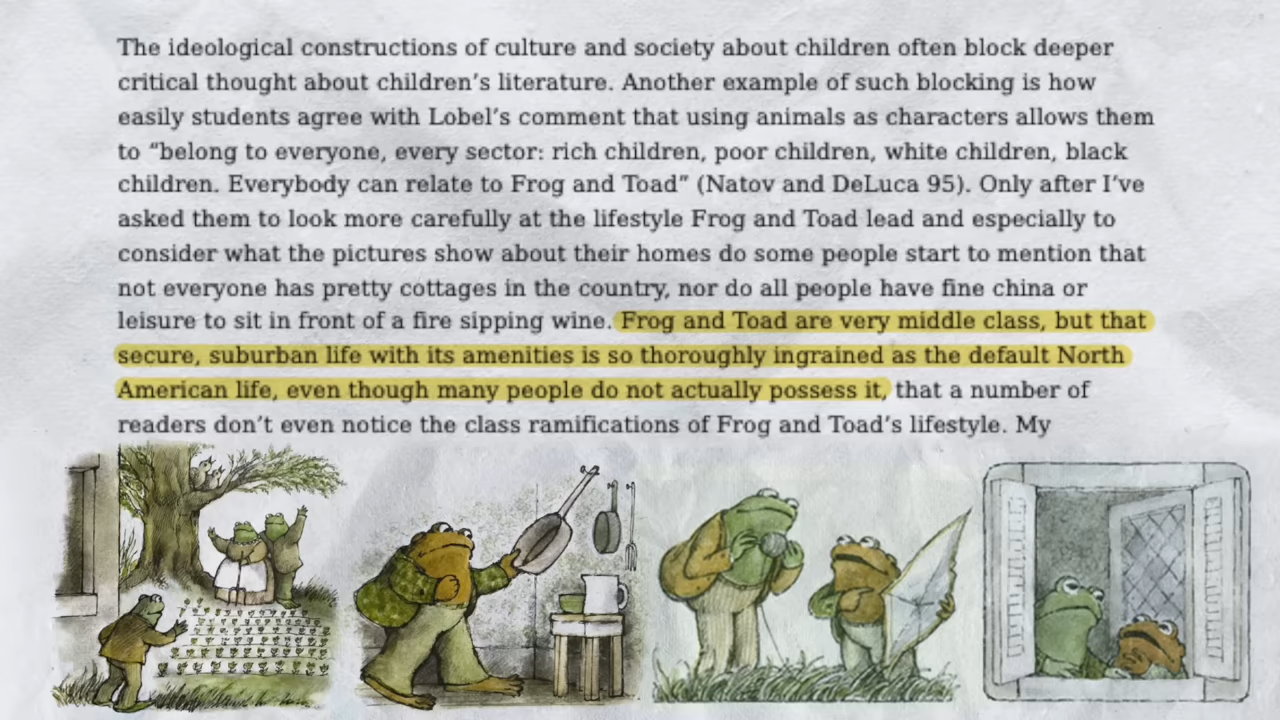 The ideological constructions of culture and society about children often block deeper
critical thought about children’s literature. Another example of such blocking is how
easily students agree with Lobel’s comment that using animals as characters allows them
to “belong to everyone, every sector: rich children, poor children, white children, black
children. Everybody can relate to Frog and Toad” (Natov and DeLuca 95). Only after I’ve
asked them to look more carefully at the lifestyle Frog and Toad lead and especially to
consider what the pictures show about their homes do some people start to mention that
not everyone has pretty cottages in the country, nor do all people have fine china or
leisure to sit in front of a fire sipping wine. Frog and Toad are very middle class, but that
secure, suburban life with its amenities is so thoroughly ingrained as the default North
American life, even though many people do not actually possess it, that a number of
readers don’t even notice the class ramifications of Frog and Toad’s lifestyle. My